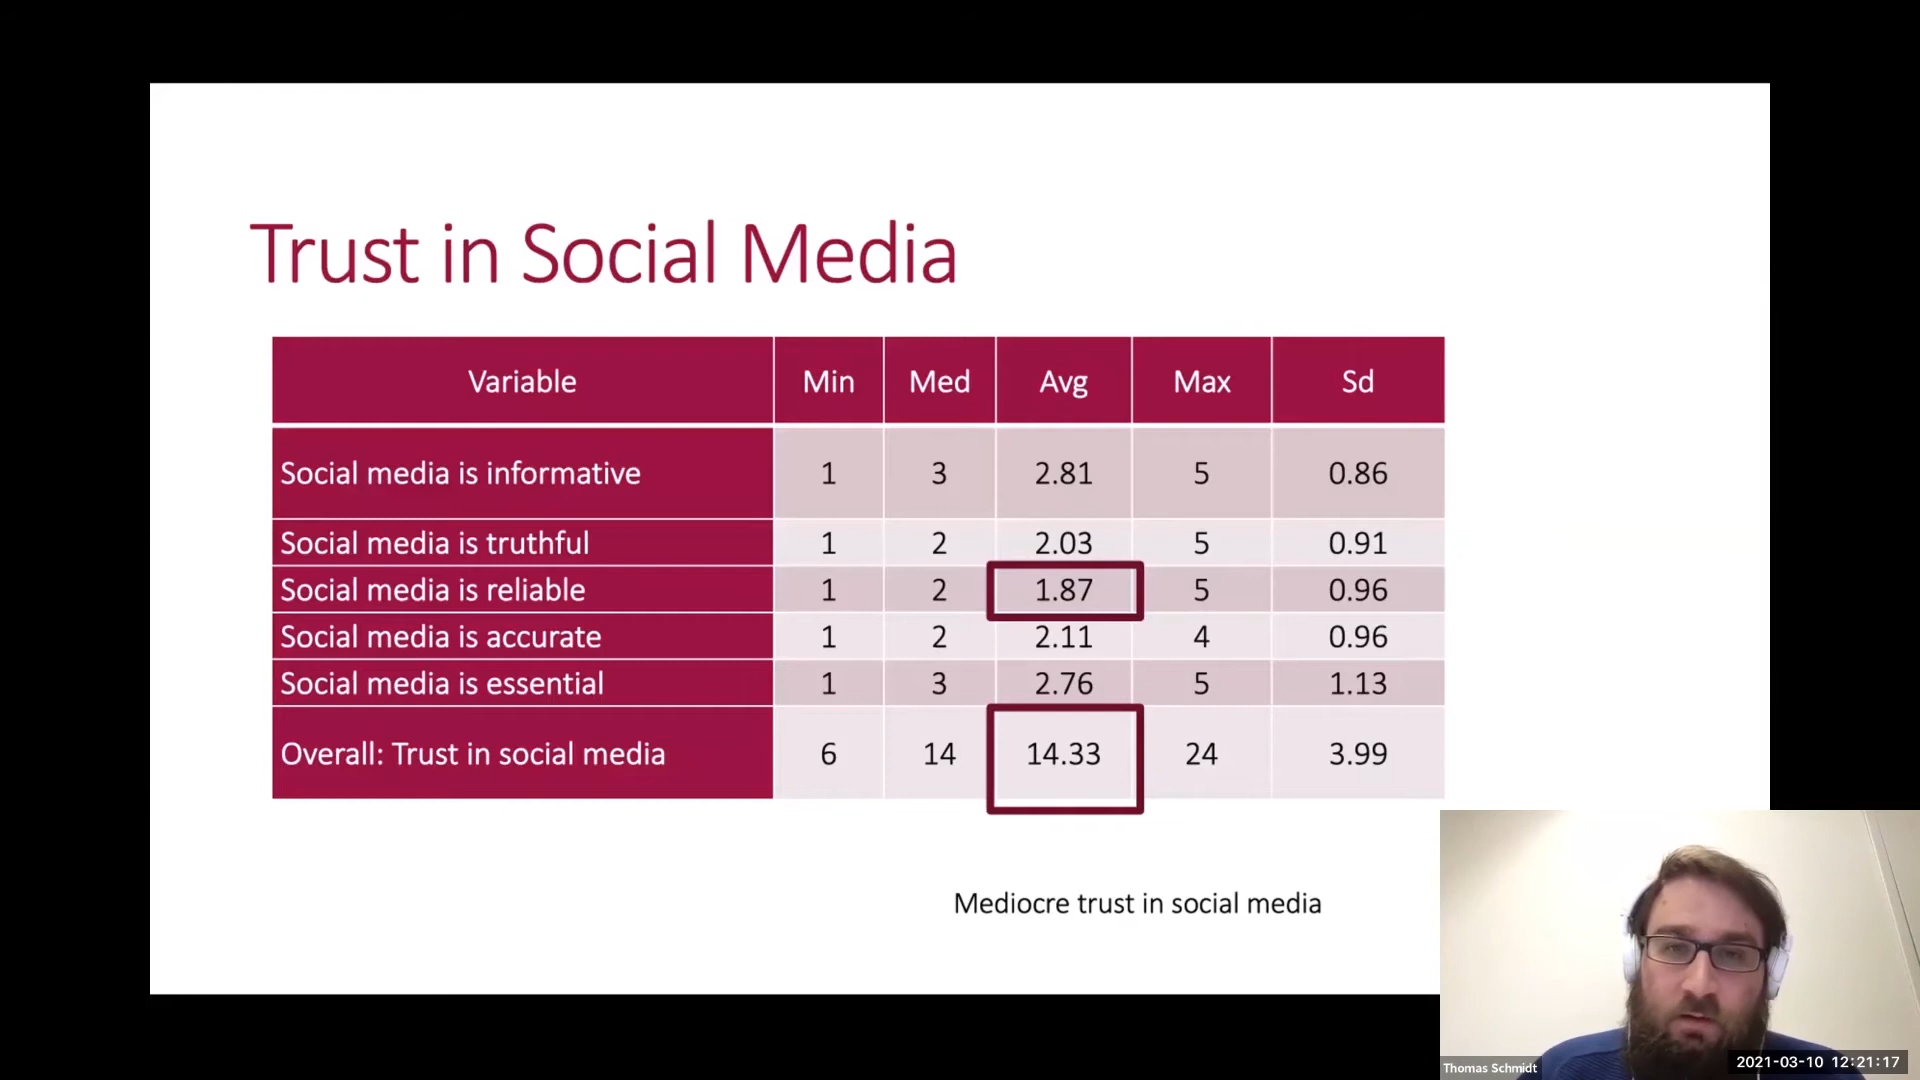 Trust in Social Media
Variable Min Med Avg Max Sd
Social media is informative 1 3 2.81 5 0.86
Social media is truthful 1 2 2.03 5 0.91
Social media is reliable 1 2 1.87 5 0.96
Social media is accurate 1 2 2.11 4 0.96
Social media is essential 1 3 2.76 5 1.13
Overall: Trust in social media 6 14 14.33 24 3.99
Mediocre trust in social media
Thomas Schmidt
2021-03-10 12:21:17